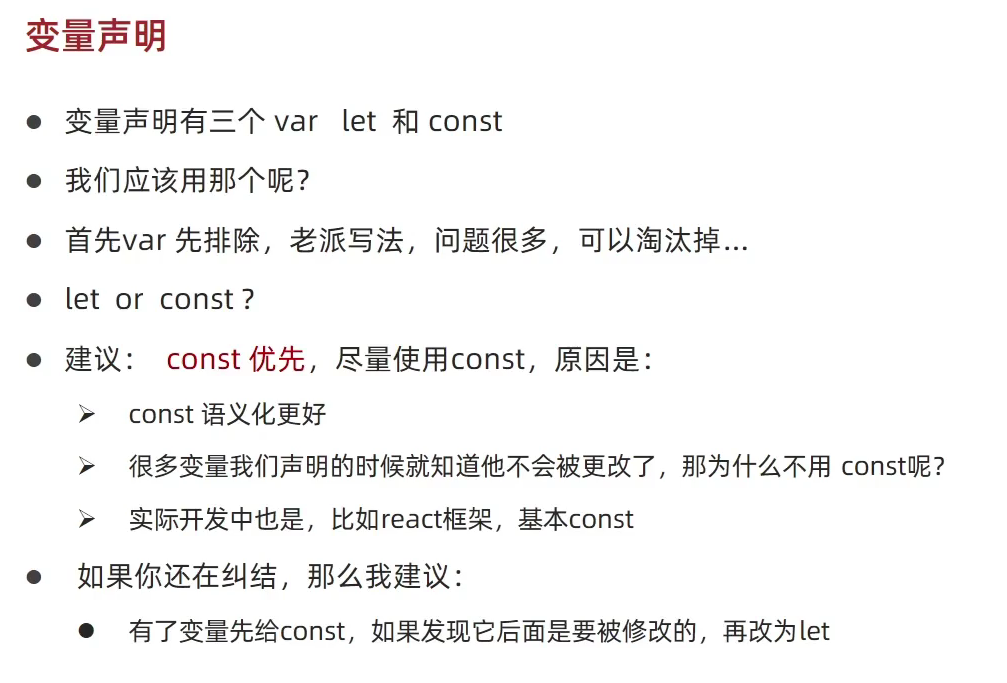 变量声明
变量声明有三个 var let 和 const
我们应该用那个呢？
首先var 先排除，老派写法，问题很多，可以淘汰掉…
let or const ?
建议： const 优先，尽量使用const，原因是：
const 语义化更好
很多变量我们声明的时候就知道他不会被更改了，那为什么不用 const呢？
实际开发中也是，比如react框架，基本const
如果你还在纠结，那么我建议：
有了变量先给const，如果发现它后面是要被修改的，再改为let